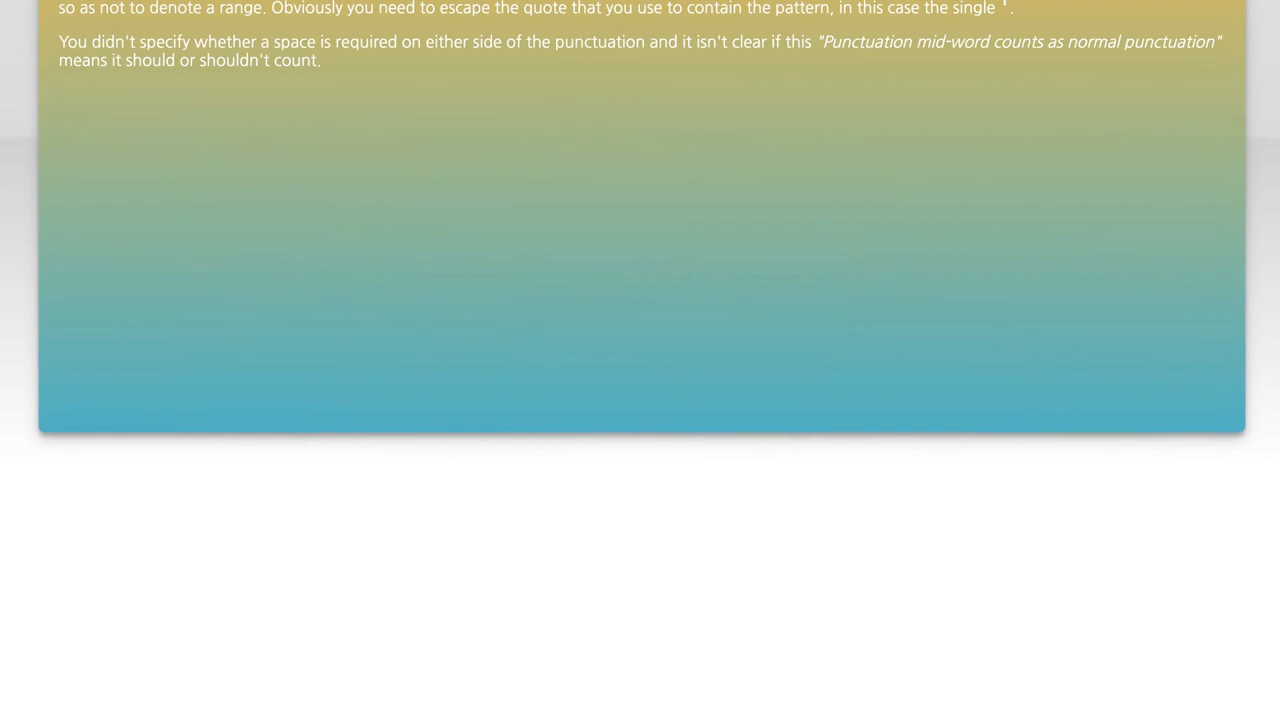 so as not to denote a range. Obviously you need to escape the quote that you use to contain the pattern, in this case the single '.
You didn't specify whether a space is required on either side of the punctuation and it isn't clear if this "Punctuation mid-word counts as normal punctuation"
means it should or shouldn't count.